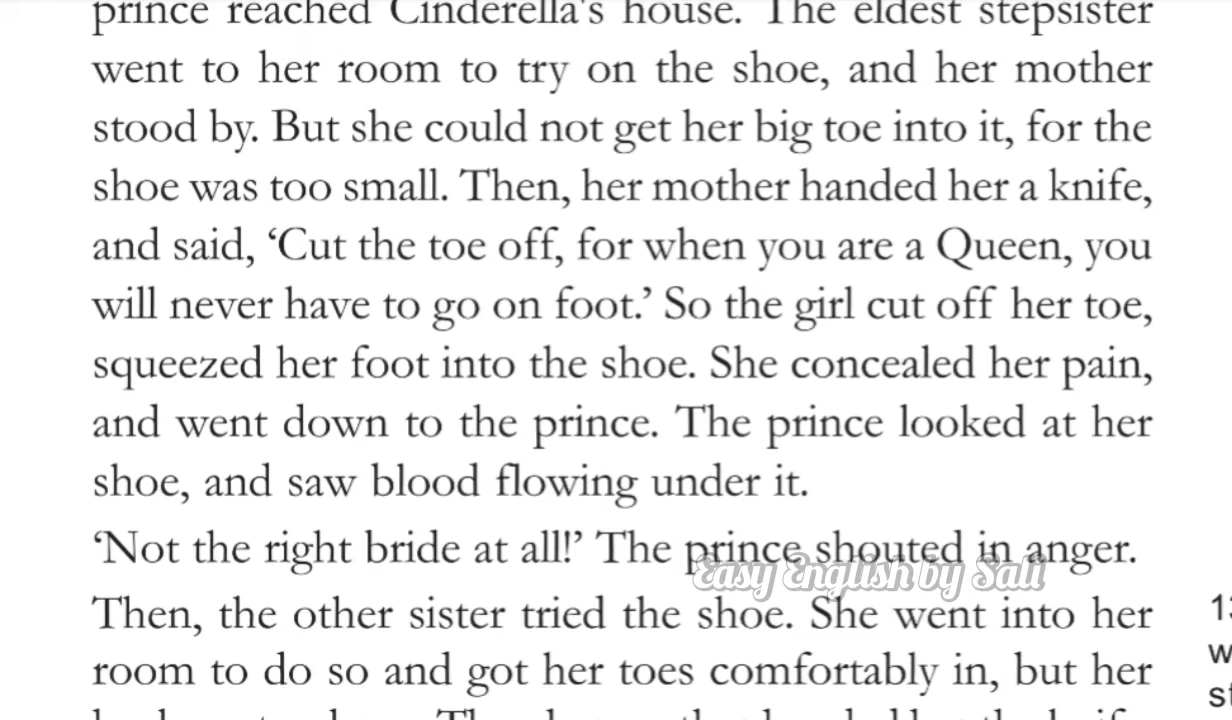 prince reached Cinderella's house. The eldest stepsister
went to her room to try on the shoe, and her mother
stood by. But she could not get her big toe into it, for the
shoe was too small. Then, her mother handed her a knife,
and said, ‘Cut the toe off, for when you are a Queen, you
will never have to go on foot.’ So the girl cut off her toe,
squeezed her foot into the shoe. She concealed her pain,
and went down to the prince. The prince looked at her
shoe, and saw blood flowing under it.
‘Not the right bride at all!’ The prince shouted in anger.
Easy English by Sali
Then, the other sister tried the shoe. She went into her
room to do so and got her toes comfortably in, but her